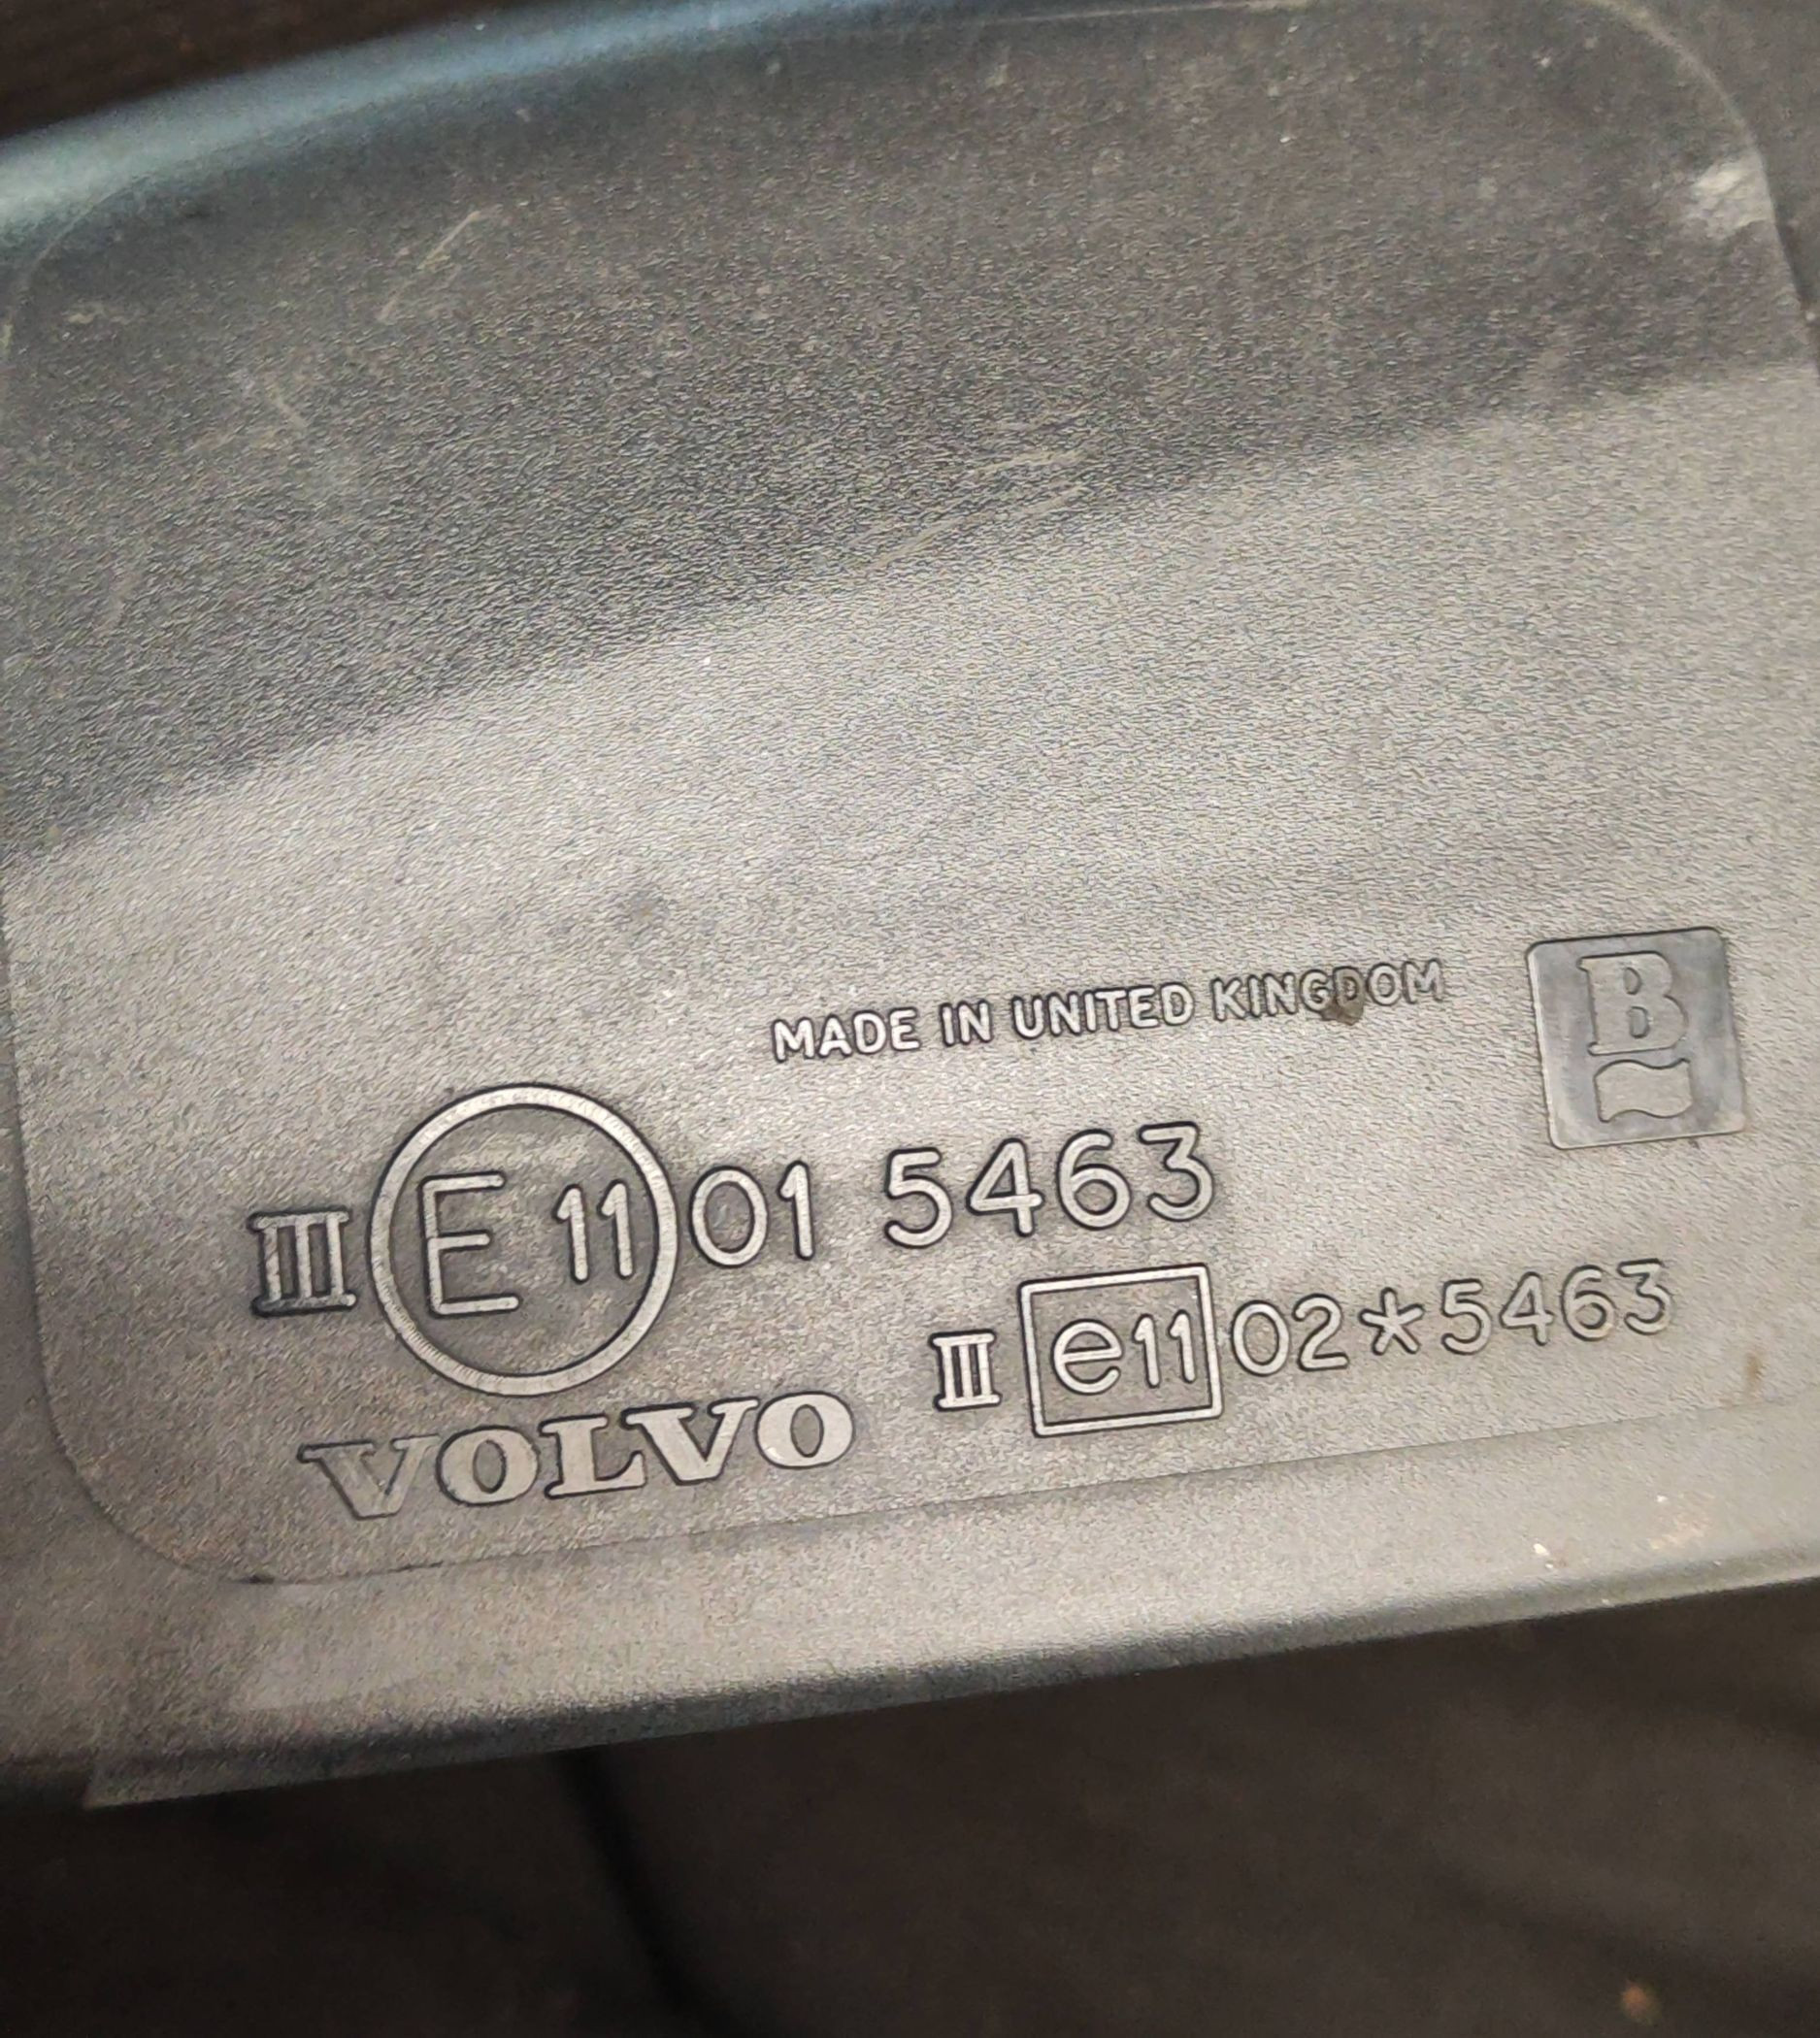 MADE IN UNITED KINGDOM
B
III E 11 01 5463
III e11 02*5463
VOLVO